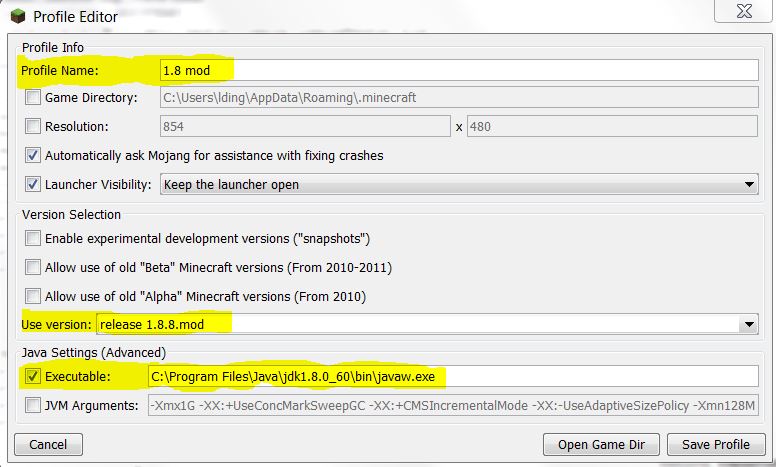 Profile Editor
Profile Info
Profile Name: 1.8 mod
Game Directory: C:\Users\lding\AppData\Roaming\.minecraft
Resolution: 854 x 480
Automatically ask Mojang for assistance with fixing crashes
Launcher Visibility: Keep the launcher open
Version Selection
Enable experimental development versions ("snapshots")
Allow use of old "Beta" Minecraft versions (From 2010-2011)
Allow use of old "Alpha" Minecraft versions (From 2010)
Use version: release 1.8.8.mod
Java Settings (Advanced)
Executable: C:\Program Files\Java\jdk1.8.0_60\bin\javaw.exe
JVM Arguments: -Xmx1G -XX:+UseConcMarkSweepGC -XX:+CMSIncrementalMode -XX:-UseAdaptiveSizePolicy -Xmn128M
Cancel Open Game Dir Save Profile